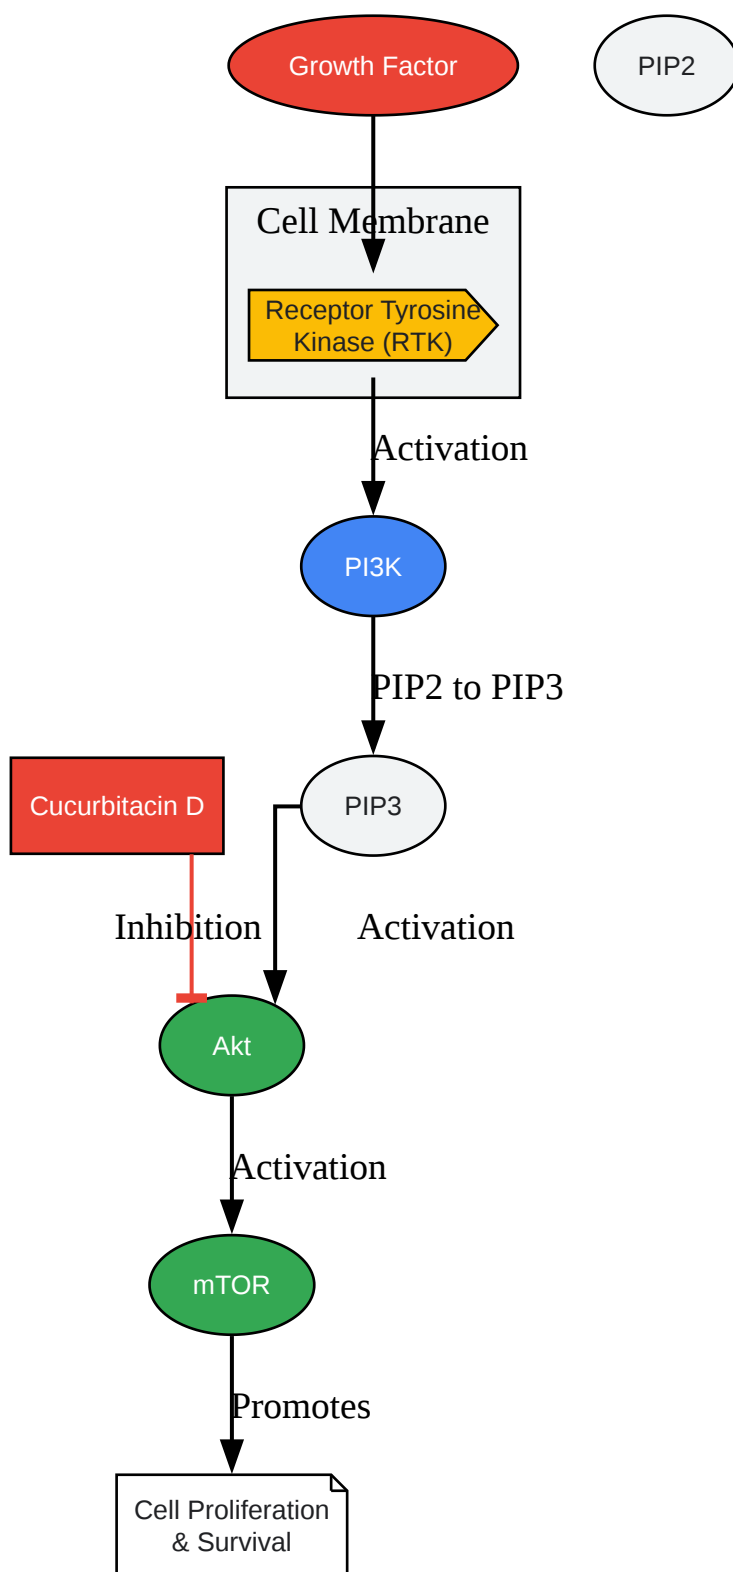 Growth Factor
PIP2
Cell Membrane
Receptor Tyrosine
Kinase (RTK)
Activation
PI3K
PIP2 to PIP3
Cucurbitacin D
PIP3
Inhibition
Activation
Akt
Activation
mTOR
Promotes
Cell Proliferation
& Survival